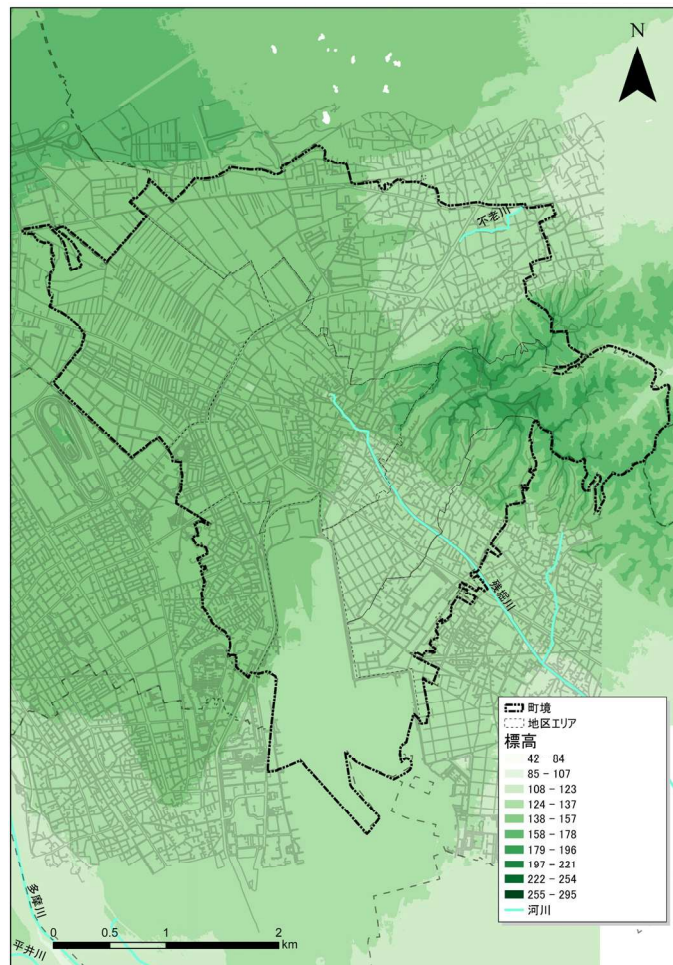 N
不老川
残堀川
町境
地区エリア
標高
42 84
85 - 107
108 - 123
124 - 137
138 - 157
158 - 178
179 - 196
197 - 221
222 - 254
255 - 295
河川
多摩川
平井川
0 0.5 1 2
km